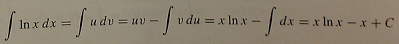 ∫ ln x dx = ∫ u dv = uv − ∫ v du = x ln x − ∫ dx = x ln x − x + C